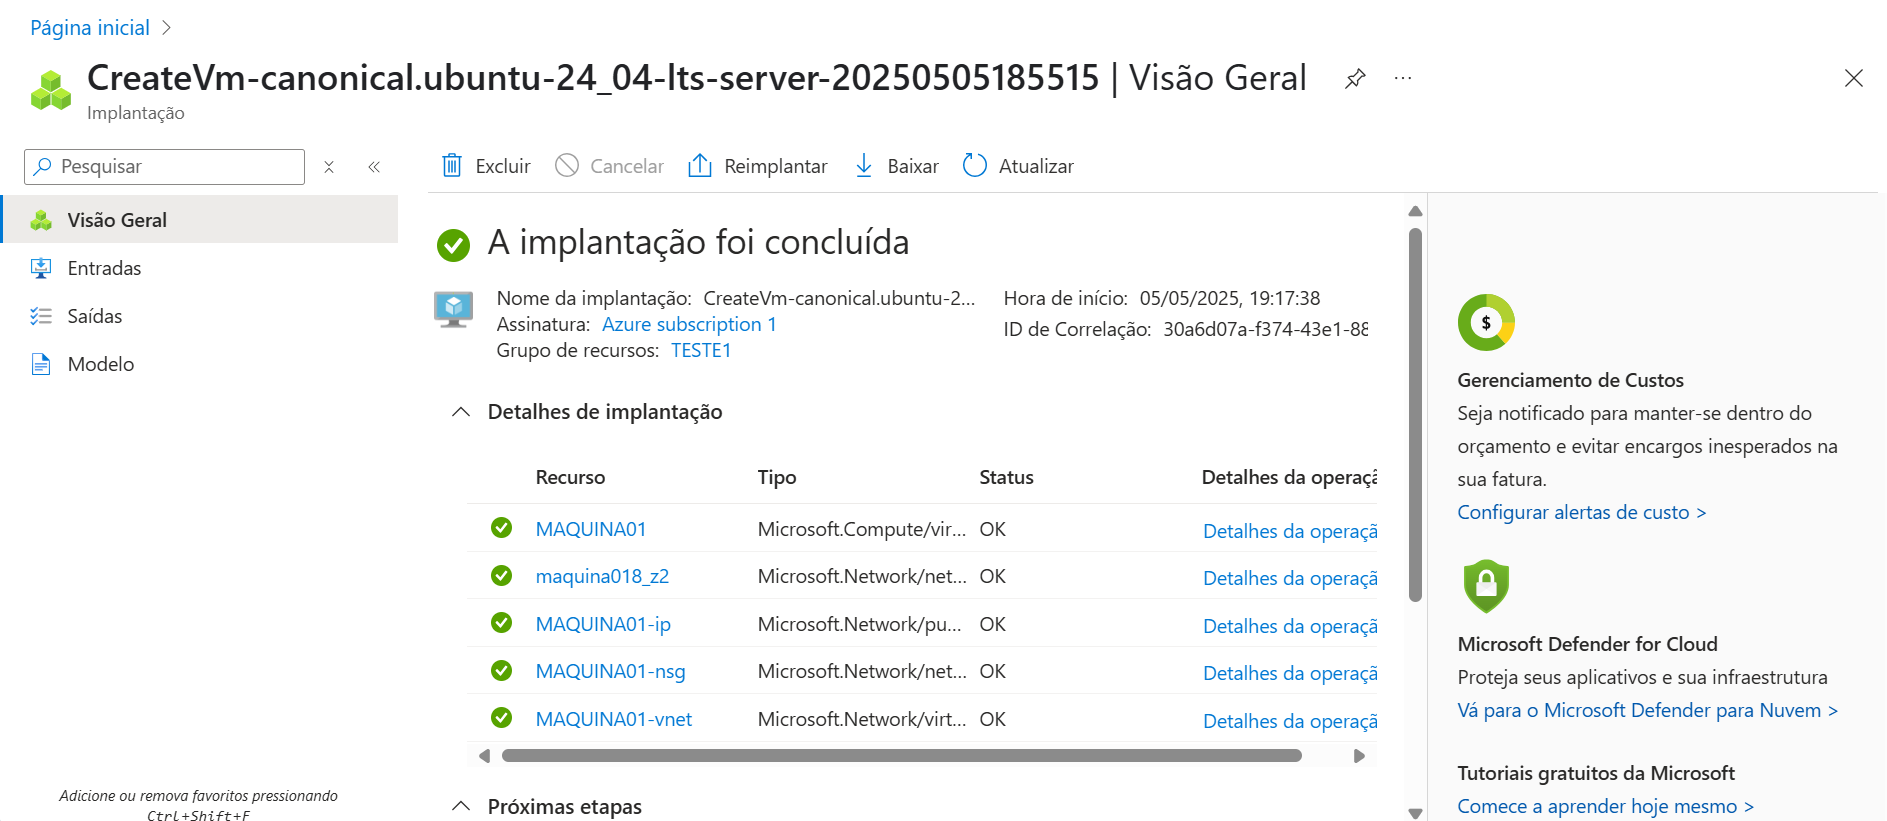 Página inicial
CreateVm-canonical.ubuntu-24_04-lts-server-20250505185515 | Visão Geral
Implantação
Pesquisar
Visão Geral
Entradas
Saídas
Modelo
Adicione ou remova favoritos pressionando
Ctrl+Shift+F
Excluir Cancelar Reimplantar Baixar Atualizar
A implantação foi concluída
Nome da implantação: CreateVm-canonical.ubuntu-2...
Assinatura: Azure subscription 1
Grupo de recursos: TESTE1
Hora de início: 05/05/2025, 19:17:38
ID de Correlação: 30a6d07a-f374-43e1-88
Detalhes de implantação
Recurso Tipo Status Detalhes da operaçã
MAQUINA01 Microsoft.Compute/vir... OK Detalhes da operaçã
maquina018_z2 Microsoft.Network/net... OK Detalhes da operaçã
MAQUINA01-ip Microsoft.Network/pu... OK Detalhes da operaçã
MAQUINA01-nsg Microsoft.Network/net... OK Detalhes da operaçã
MAQUINA01-vnet Microsoft.Network/virt... OK Detalhes da operaçã
Próximas etapas
$
Gerenciamento de Custos
Seja notificado para manter-se dentro do
orçamento e evitar encargos inesperados na
sua fatura.
Configurar alertas de custo >
Microsoft Defender for Cloud
Proteja seus aplicativos e sua infraestrutura
Vá para o Microsoft Defender para Nuvem >
Tutoriais gratuitos da Microsoft
Comece a aprender hoje mesmo >